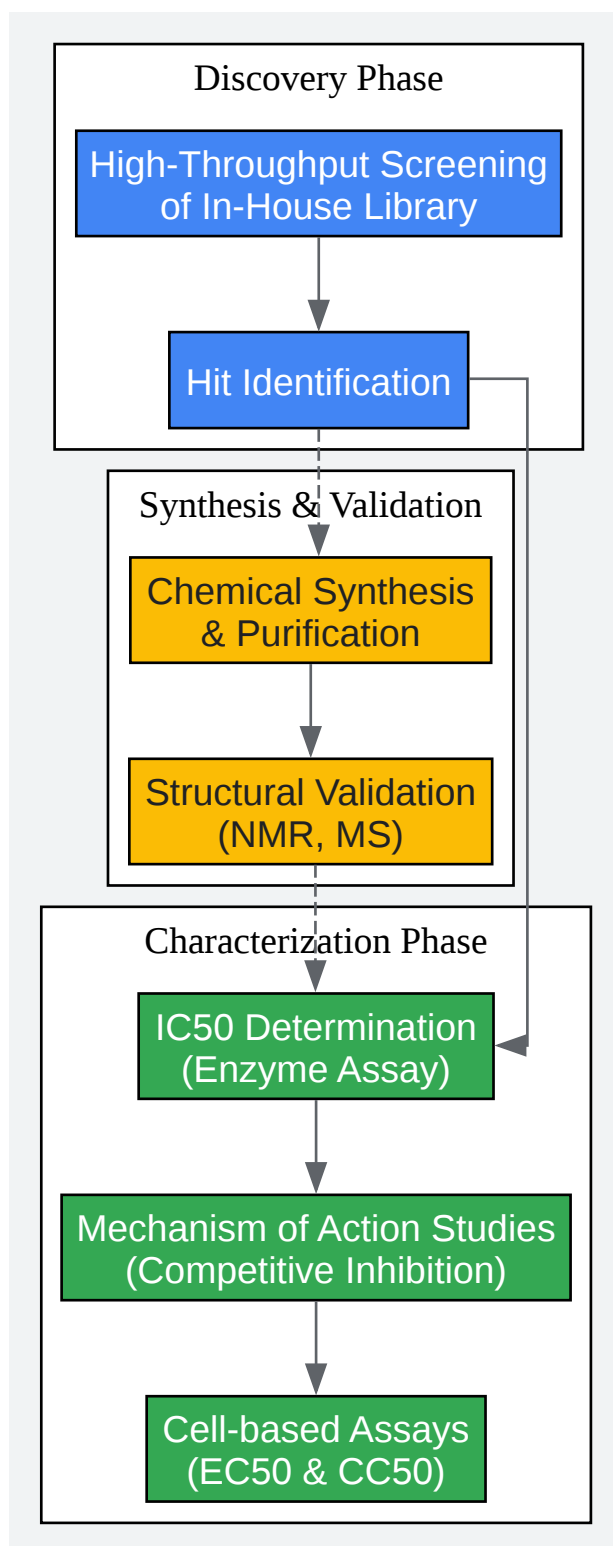 Discovery Phase
High-Throughput Screening
of In-House Library
Hit Identification
Synthesis & Validation
Chemical Synthesis
& Purification
Structural Validation
(NMR, MS)
Characterization Phase
IC50 Determination
(Enzyme Assay)
Mechanism of Action Studies
(Competitive Inhibition)
Cell-based Assays
(EC50 & CC50)